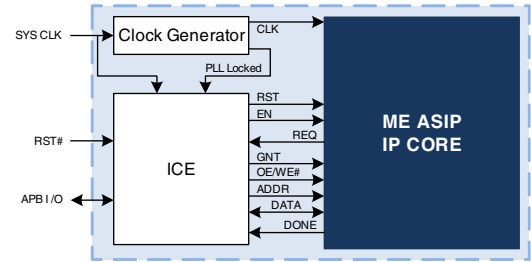 SYS CLK
Clock Generator
CLK
PLL Locked
RST
EN
REQ
GNT
OE/WE#
ADDR
DATA
DONE
RST#
ICE
APB I/O
ME ASIP
IP CORE